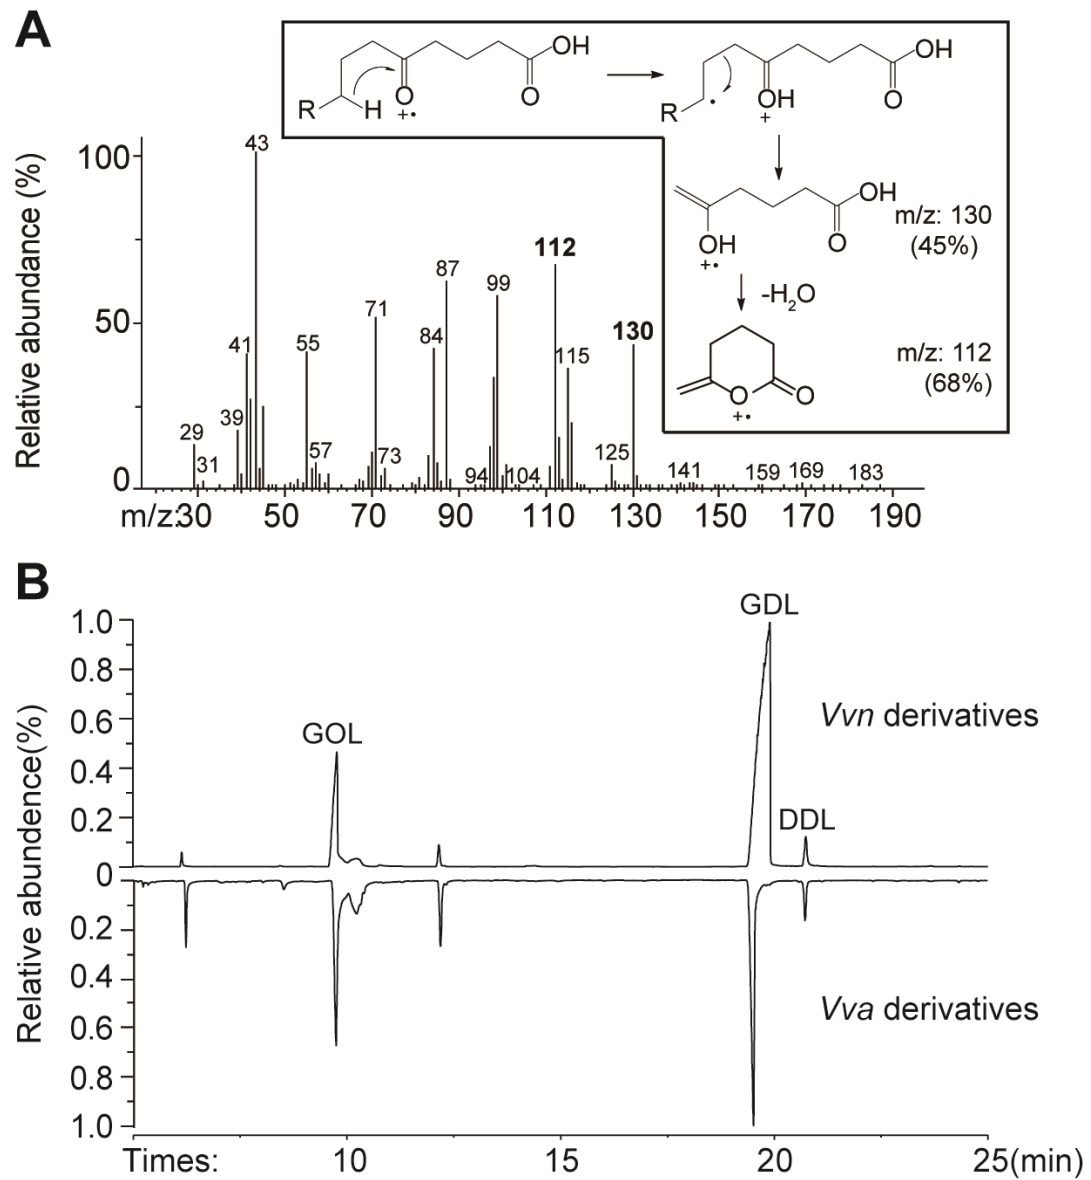 A
OH
O
+•
R
H
OH
O
OH
+
R
•
OH
O
OH
+•
m/z: 130
(45%)
-H2O
O
O
+•
m/z: 112
(68%)
Relative abundance (%)
100
50
0
43
112
87
99
71
130
41
55
84
115
39
29
31
57
73
94
104
125
141
159
169
183
m/z:30 50 70 90 110 130 150 170 190
B
GDL
GOL
DDL
Vvn derivatives
Vva derivatives
Relative abundence(%)
1.0
0.8
0.6
0.4
0.2
0
Relative abundence(%)
0
0.2
0.4
0.6
0.8
1.0
Times: 10 15 20 25(min)